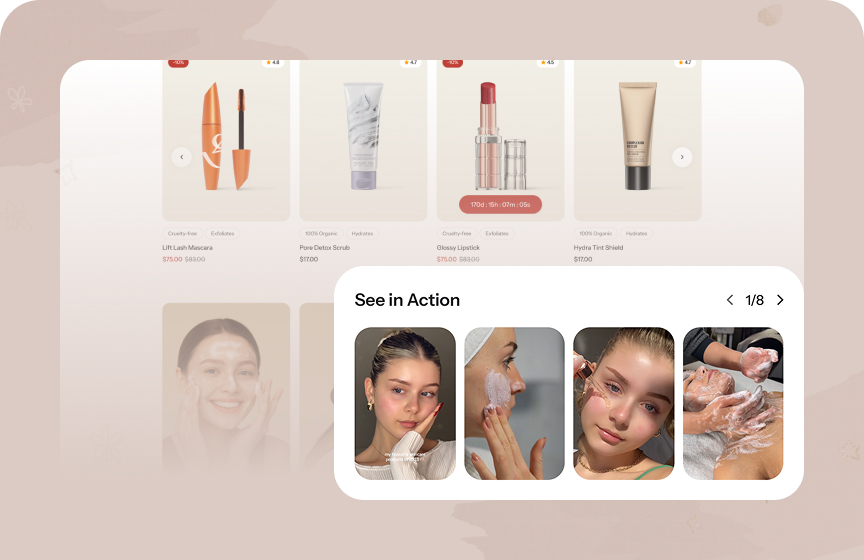 -10%
4.8
4.7
-10%
4.5
4.7
170d : 15h : 07m : 05s
Cruelty-free
Exfoliates
100% Organic
Hydrates
Cruelty-free
Exfoliates
100% Organic
Hydrates
Lift Lash Mascara
Pore Detox Scrub
Glossy Lipstick
Hydra Tint Shield
$75.00 $83.00
$17.00
$75.00 $83.00
$17.00
See in Action
1/8